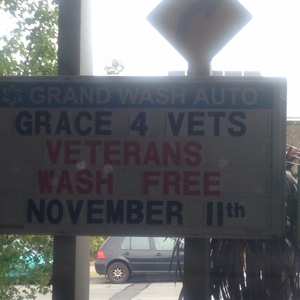 GRAND WASH AUTO
GRACE 4 VETS
VETERANS
WASH FREE
NOVEMBER 11th